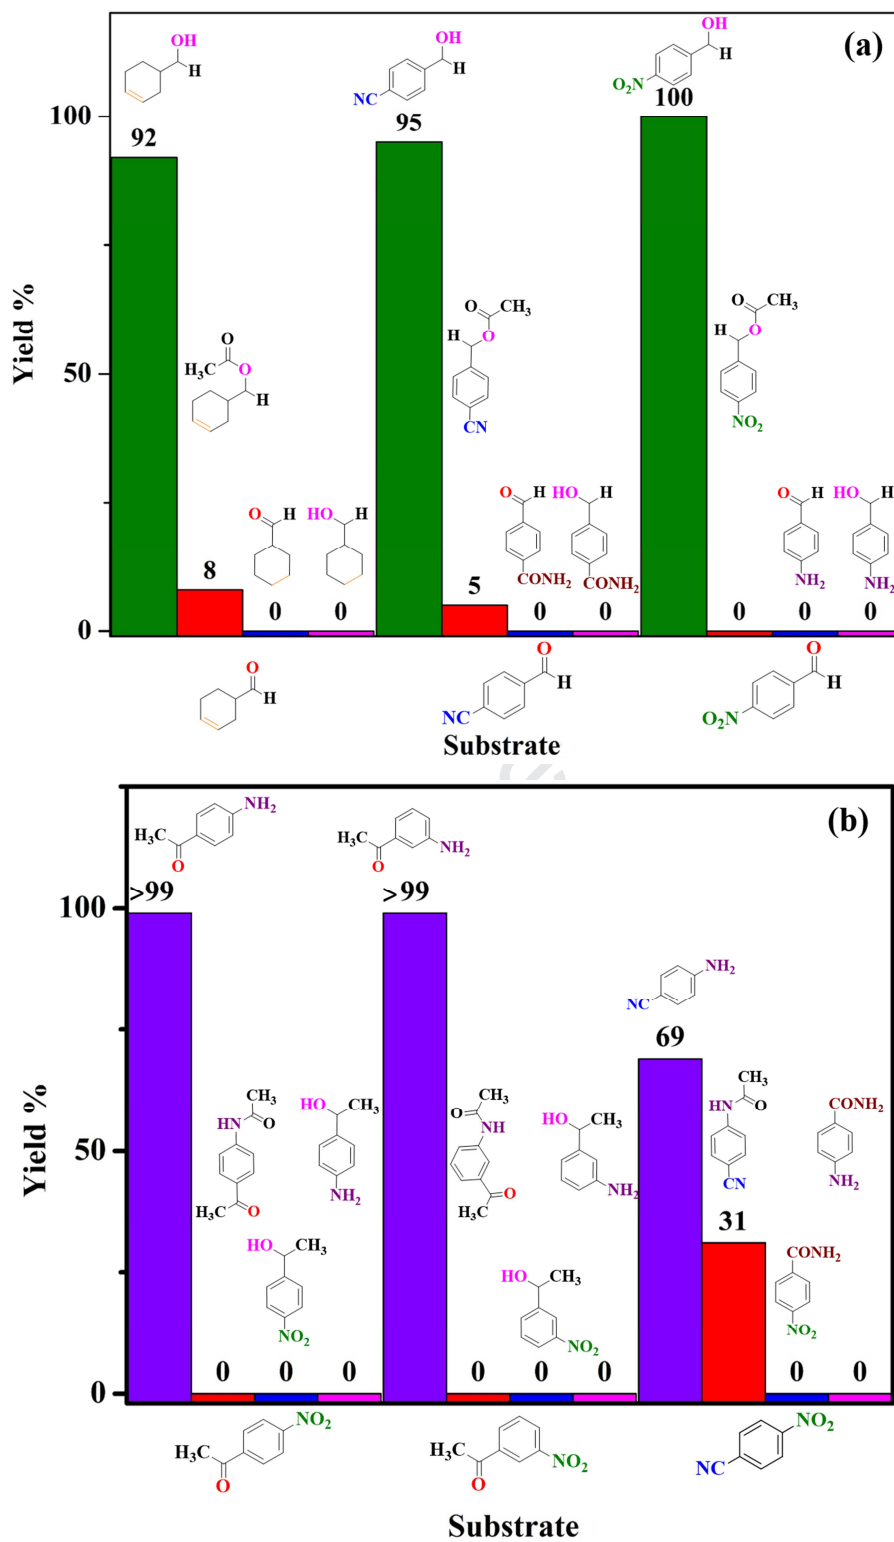 (a)
OH
H
OH
H
NC
OH
H
O₂N
100
92
95
100
O
H₃C
O
H
O
CH₃
H
O
CN
O
CH₃
H
O
NO₂
50
Yield %
O
H
HO
H
O
H
CONH₂
HO
H
CONH₂
O
H
NH₂
HO
H
NH₂
8
0
0
5
0
0
0
0
0
0
O
H
O
H
NC
O
H
O₂N
Substrate
(b)
NH₂
H₃C
O
H₃C
O
NH₂
>99
>99
100
NH₂
NC
69
CH₃
HN
O
H₃C
O
HO
CH₃
NH₂
CH₃
O
NH
O
CH₃
HO
CH₃
NH₂
CH₃
HN
O
CN
CONH₂
NH₂
50
Yield %
HO
CH₃
NO₂
HO
CH₃
NO₂
31
CONH₂
NO₂
0
0
0
0
0
0
0
0
0
NO₂
H₃C
O
H₃C
O
NO₂
NO₂
NC
Substrate